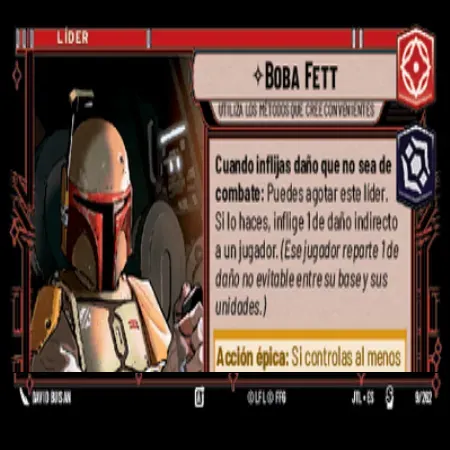 LÍDER
✧BOBA FETT
UTILIZA LOS MÉTODOS QUE CREE CONVENIENTES
Cuando inflijas daño que no sea de
combate: Puedes agotar este líder.
Si lo haces, inflige 1 de daño indirecto
a un jugador. (Ese jugador reparte 1 de
daño no evitable entre su base y sus
unidades.)
Acción épica: Si controlas al menos
DAVID BUISAN
© LFL © FFG
JTL • ES
9/262